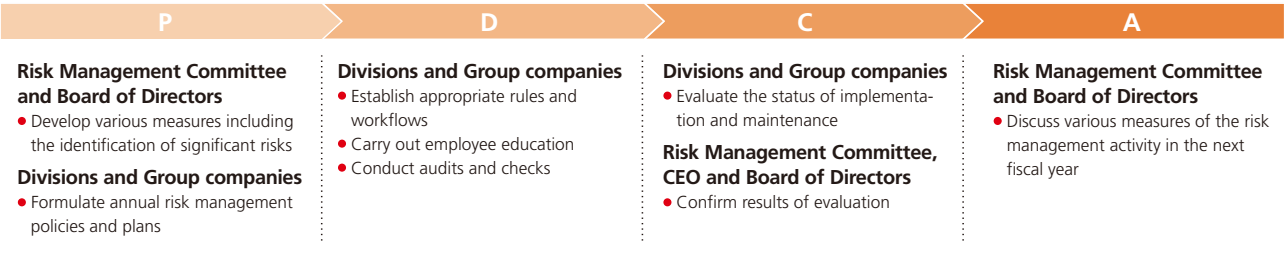 P
D
C
A
Risk Management Committee
and Board of Directors
• Develop various measures including
the identification of significant risks
Divisions and Group companies
• Formulate annual risk management
policies and plans
Divisions and Group companies
• Establish appropriate rules and
workflows
• Carry out employee education
• Conduct audits and checks
Divisions and Group companies
• Evaluate the status of implementa-
tion and maintenance
Risk Management Committee,
CEO and Board of Directors
• Confirm results of evaluation
Risk Management Committee
and Board of Directors
• Discuss various measures of the risk
management activity in the next
fiscal year